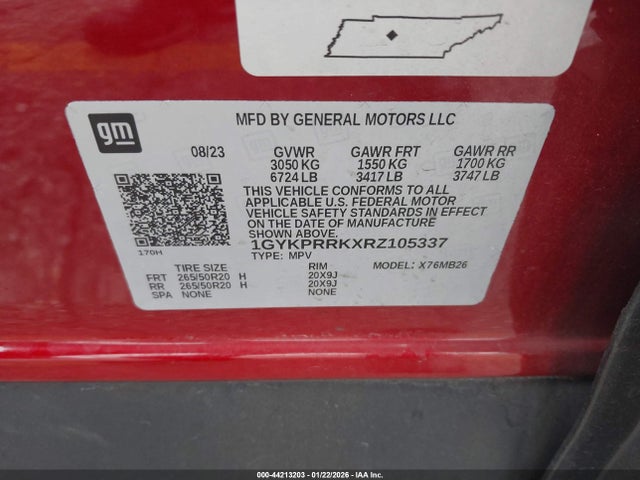 gm
MFD BY GENERAL MOTORS LLC
08/23 GVWR GAWR FRT GAWR RR
3050 KG 1550 KG 1700 KG
6724 LB 3417 LB 3747 LB
THIS VEHICLE CONFORMS TO ALL
APPLICABLE U.S. FEDERAL MOTOR
VEHICLE SAFETY STANDARDS IN EFFECT
ON THE DATE OF MANUFACTURE
SHOWN ABOVE.
1GYKPRRKXRZ105337
170H
TYPE: MPV MODEL: X76MB26
TIRE SIZE RIM
FRT 265/50R20 H 20X9J
RR 265/50R20 H 20X9J
SPA NONE NONE
000-44213203 - 01/22/2026 - IAA Inc.